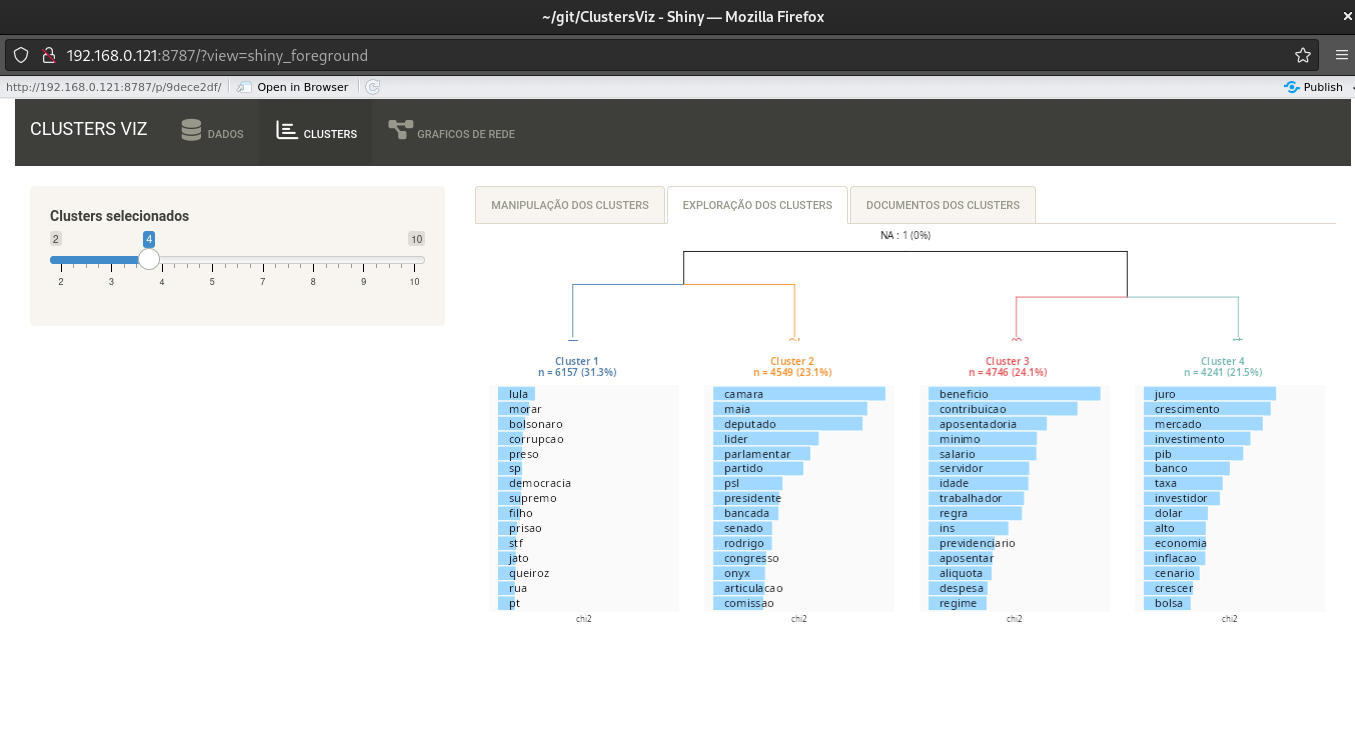 ~/git/ClustersViz - Shiny — Mozilla Firefox
192.168.0.121:8787/?view=shiny_foreground
http://192.168.0.121:8787/p/9dece2df/ Open in Browser Publish
CLUSTERS VIZ DADOS CLUSTERS GRAFICOS DE REDE
Clusters selecionados
2 4 10
2 3 4 5 6 7 8 9 10
MANIPULAÇÃO DOS CLUSTERS EXPLORAÇÃO DOS CLUSTERS DOCUMENTOS DOS CLUSTERS
NA : 1 (0%)
Cluster 1
n = 6157 (31.3%)
lula
morar
bolsonaro
corrupcao
preso
sp
democracia
supremo
filho
prisao
stf
jato
queiroz
rua
pt
chi2
Cluster 2
n = 4549 (23.1%)
camara
maia
deputado
lider
parlamentar
partido
psl
presidente
bancada
senado
rodrigo
congresso
onyx
articulacao
comissao
chi2
Cluster 3
n = 4746 (24.1%)
beneficio
contribuicao
aposentadoria
minimo
salario
servidor
idade
trabalhador
regra
ins
previdenciario
aposentar
aliquota
despesa
regime
chi2
Cluster 4
n = 4241 (21.5%)
juro
crescimento
mercado
investimento
pib
banco
taxa
investidor
dolar
alto
economia
inflacao
cenario
crescer
bolsa
chi2